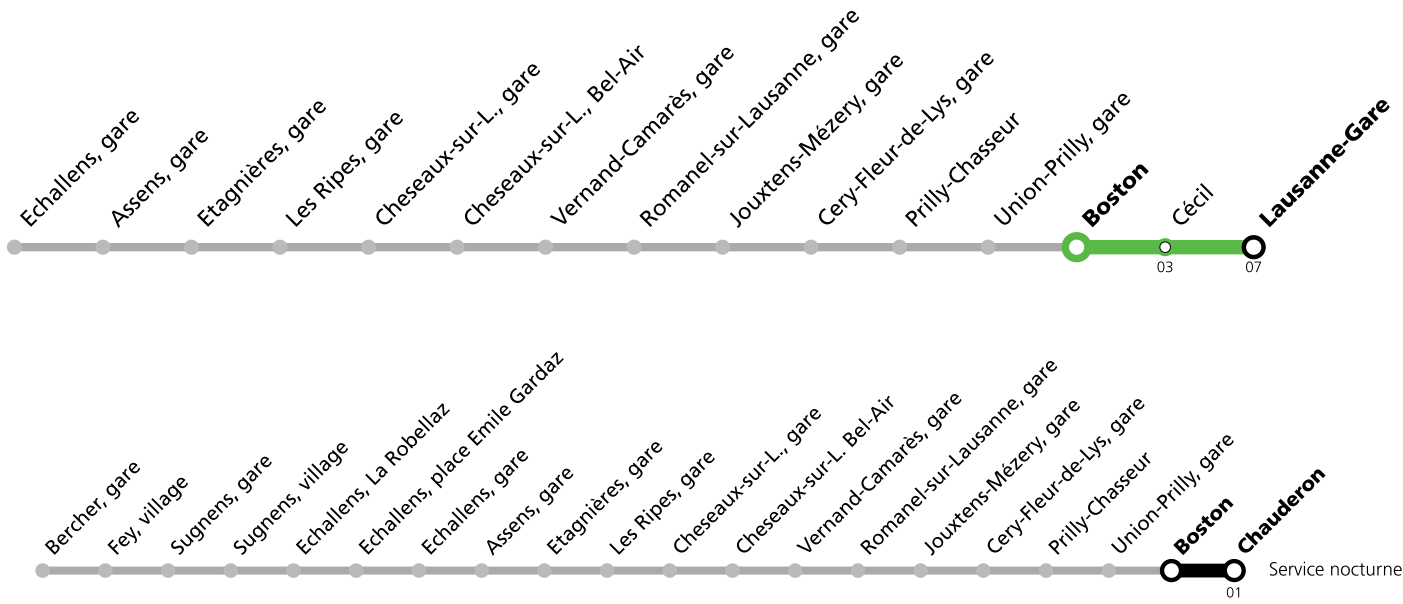 Echallens, gare
Assens, gare
Etagnières, gare
Les Ripes, gare
Cheseaux-sur-L., gare
Cheseaux-sur-L., Bel-Air
Vernand-Camarès, gare
Romanel-sur-Lausanne, gare
Jouxtens-Mézery, gare
Cery-Fleur-de-Lys, gare
Prilly-Chasseur
Union-Prilly, gare
Boston
Cécil
Lausanne-Gare
03
07
Bercher, gare
Fey, village
Sugnens, gare
Sugnens, village
Echallens, La Robellaz
Echallens, place Emile Gardaz
Echallens, gare
Assens, gare
Etagnières, gare
Les Ripes, gare
Cheseaux-sur-L., gare
Cheseaux-sur-L. Bel-Air
Vernand-Camarès, gare
Romanel-sur-Lausanne, gare
Jouxtens-Mézery, gare
Cery-Fleur-de-Lys, gare
Prilly-Chasseur
Union-Prilly, gare
Boston
Chauderon
Service nocturne
01